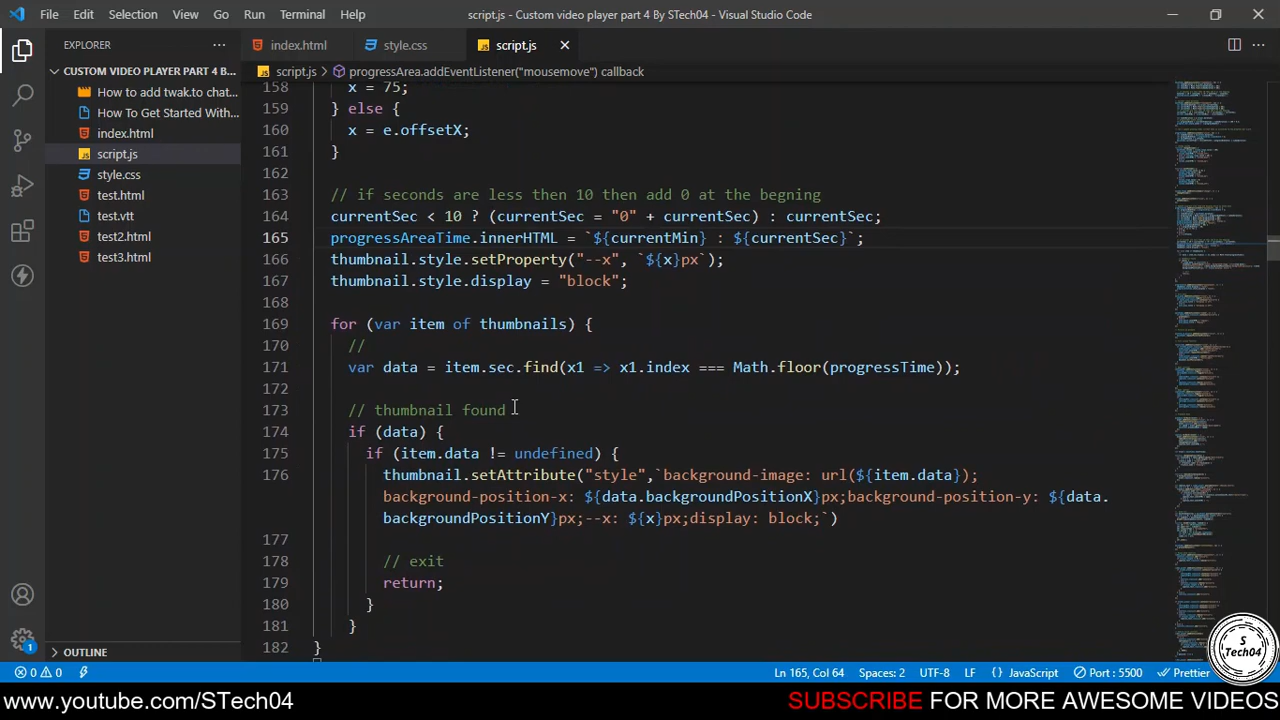 File Edit Selection View Go Run Terminal Help
script.js - Custom video player part 4 By STech04 - Visual Studio Code
EXPLORER
index.html
style.css
script.js
CUSTOM VIDEO PLAYER PART 4 B...
script.js > progressArea.addEventListener("mousemove") callback
How to add twak.to chat...
How To Get Started With...
index.html
script.js
style.css
test.html
test.vtt
test2.html
test3.html
OUTLINE
158 x = 75;
159 } else {
160 x = e.offsetX;
161 }
162
163 // if seconds are less then 10 then add 0 at the begning
164 currentSec < 10 ? (currentSec = "0" + currentSec) : currentSec;
165 progressAreaTime.innerHTML = `${currentMin} : ${currentSec}`;
166 thumbnail.style.setProperty("--x", `${x}px`);
167 thumbnail.style.display = "block";
168
169 for (var item of thumbnails) {
170 //
171 var data = item.sec.find(x1 => x1.index === Math.floor(progressTime));
172
173 // thumbnail found
174 if (data) {
175 if (item.data != undefined) {
176 thumbnail.setAttribute("style", `background-image: url(${item.data});
background-position-x: ${data.backgroundPositionX}px;background-position-y: ${data.
backgroundPositionY}px;--x: ${x}px;display: block;`)
177
178 // exit
179 return;
180 }
181 }
182 }
1
0 0
Ln 165, Col 64 Spaces: 2 UTF-8 LF JavaScript Port : 5500 Prettier
S
Tech04
www.youtube.com/STech04
SUBSCRIBE FOR MORE AWESOME VIDEOS